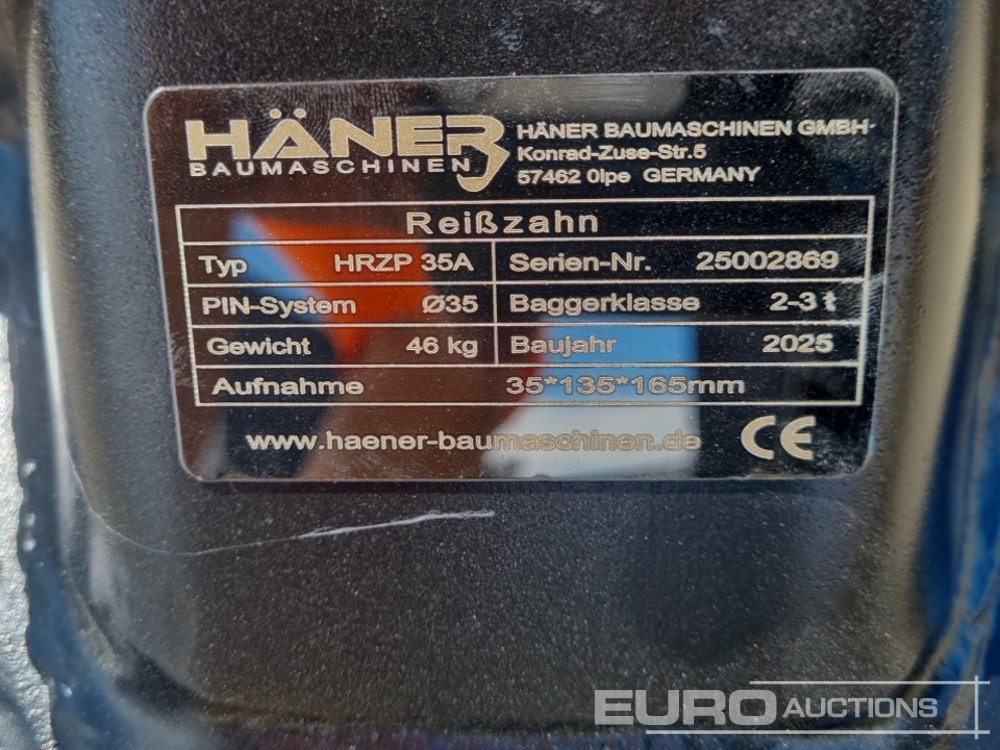 HÄNER
BAUMASCHINEN
HÄNER BAUMASCHINEN GMBH
Konrad-Zuse-Str.5
57462 Olpe GERMANY
Reißzahn
Typ HRZP 35A Serien-Nr. 25002869
PIN-System Ø35 Baggerklasse 2-3 t
Gewicht 46 kg Baujahr 2025
Aufnahme 35*135*165mm
www.haener-baumaschinen.de CE
EURO AUCTIONS